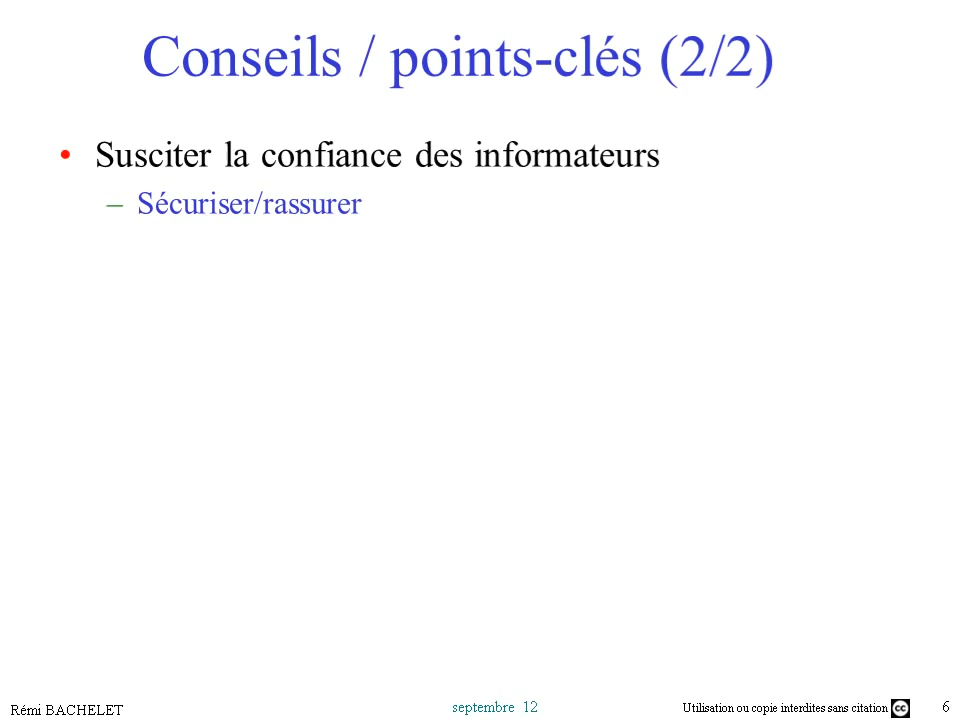 Conseils / points-clés (2/2)
• Susciter la confiance des informateurs
– Sécuriser/rassurer
Rémi BACHELET
septembre 12
Utilisation ou copie interdites sans citation
cc
6